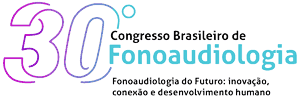 30° Congresso Brasileiro de
Fonoaudiologia
Fonoaudiologia do Futuro: inovação,
conexão e desenvolvimento humano